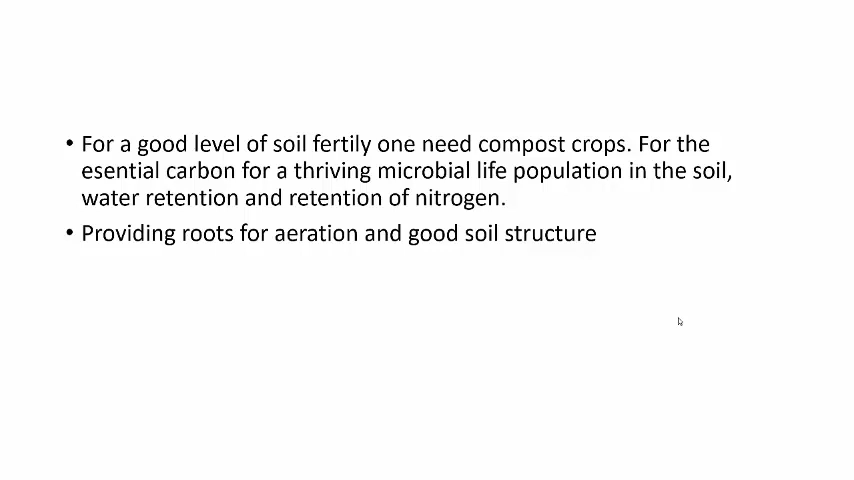 • For a good level of soil fertily one need compost crops. For the
esential carbon for a thriving microbial life population in the soil,
water retention and retention of nitrogen.
• Providing roots for aeration and good soil structure